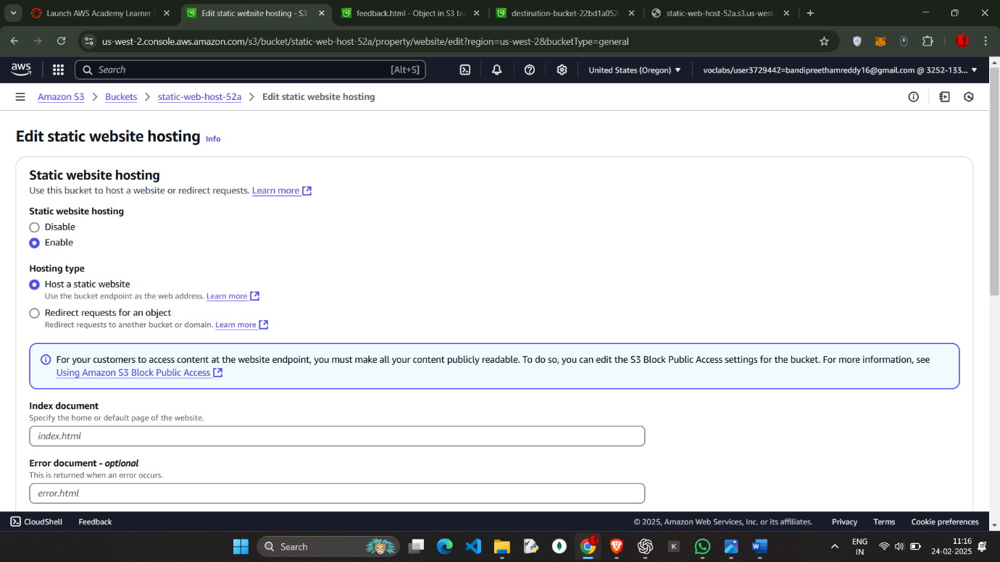 Launch AWS Academy Learner
Edit static website hosting - S3
feedback.html - Object in S3 bu
destination-bucket-22bd1a052
static-web-host-52a.s3.us-west
us-west-2.console.aws.amazon.com/s3/bucket/static-web-host-52a/property/website/edit?region=us-west-2&bucketType=general
aws
Search
[Alt+S]
United States (Oregon)
voclabs/user3729442=bandipreethamreddy16@gmail.com @ 3252-133...
Amazon S3 > Buckets > static-web-host-52a > Edit static website hosting
Edit static website hosting Info
Static website hosting
Use this bucket to host a website or redirect requests. Learn more
Static website hosting
Disable
Enable
Hosting type
Host a static website
Use the bucket endpoint as the web address. Learn more
Redirect requests for an object
Redirect requests to another bucket or domain. Learn more
For your customers to access content at the website endpoint, you must make all your content publicly readable. To do so, you can edit the S3 Block Public Access settings for the bucket. For more information, see
Using Amazon S3 Block Public Access
Index document
Specify the home or default page of the website.
index.html
Error document - optional
This is returned when an error occurs.
error.html
CloudShell
Feedback
© 2025, Amazon Web Services, Inc. or its affiliates.
Privacy
Terms
Cookie preferences
Search
K
ENG
IN
11:16
24-02-2025